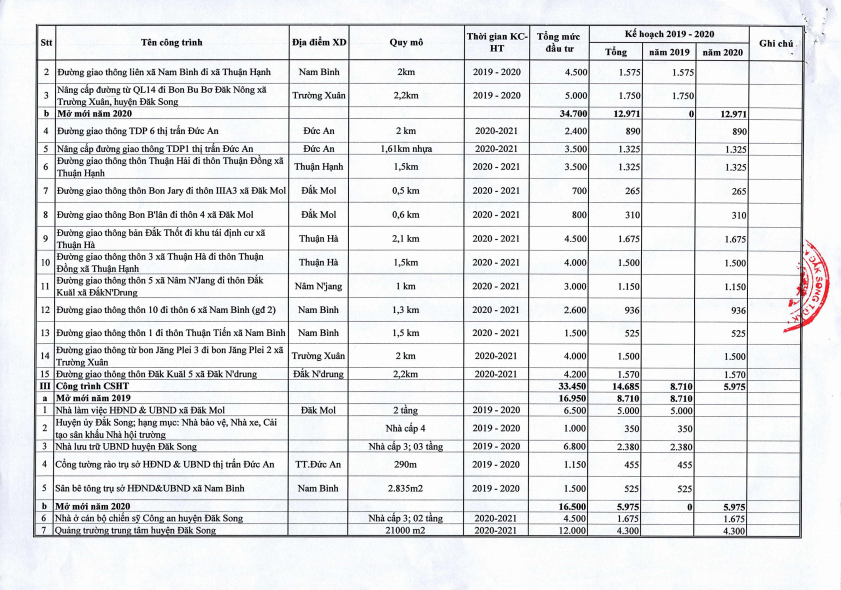 Stt Tên công trình Địa điểm XD Quy mô Thời gian KC-HT Tổng mức đầu tư Kế hoạch 2019 - 2020 Ghi chú
Tổng năm 2019 năm 2020
2 Đường giao thông liên xã Nam Bình đi xã Thuận Hạnh Nam Bình 2km 2019 - 2020 4.500 1.575 1.575
3 Nâng cấp đường từ QL14 đi Bon Bu Bơ Đăk Nông xã Trường Xuân, huyện Đăk Song Trường Xuân 2,2km 2019 - 2020 5.000 1.750 1.750
b Mở mới năm 2020 34.700 12.971 0 12.971
4 Đường giao thông TDP 6 thị trấn Đức An Đức An 2 km 2020-2021 2.400 890 890
5 Nâng cấp đường giao thông TDP1 thị trấn Đức An Đức An 1,61km nhựa 2020-2021 3.500 1.325 1.325
6 Đường giao thông thôn Thuận Hải đi thôn Thuận Đồng xã Thuận Hạnh Thuận Hạnh 1,5km 2020 - 2021 3.500 1.325 1.325
7 Đường giao thông thôn Bon Jary đi thôn IIIA3 xã Đăk Mol Đắk Mol 0,5 km 2020 - 2021 700 265 265
8 Đường giao thông Bon B'lân đi thôn 4 xã Đăk Mol Đắk Mol 0,6 km 2020 - 2021 800 310 310
9 Đường giao thông bản Đắk Thốt đi khu tái định cư xã Thuận Hà Thuận Hà 2,1 km 2020 - 2021 4.500 1.675 1.675
10 Đường giao thông thôn 3 xã Thuận Hà đi thôn Thuận Đồng xã Thuận Hạnh Thuận Hà 1,5km 2020 - 2021 4.000 1.500 1.500
11 Đường giao thông thôn 5 xã Nâm N'Jang đi thôn Đắk Kuăl xã ĐắkN'Drung Nâm N'jang 1 km 2020 - 2021 3.000 1.150 1.150
12 Đường giao thông thôn 10 đi thôn 6 xã Nam Bình (gđ 2) Nam Bình 1,3 km 2020 - 2021 2.600 936 936
13 Đường giao thông thôn 1 đi thôn Thuận Tiến xã Nam Bình Nam Bình 1,5 km 2020 - 2021 1.500 525 525
14 Đường giao thông từ bon Jăng Plei 3 đi bon Jăng Plei 2 xã Trường Xuân Trường Xuân 2 km 2020-2021 4.000 1.500 1.500
15 Đường giao thông thôn Đăk Kuăl 5 xã Đăk N'drung Đắk N'drung 2,2km 2020-2021 4.200 1.570 1.570
III Công trình CSHT 33.450 14.685 8.710 5.975
a Mở mới năm 2019 16.950 8.710 8.710
1 Nhà làm việc HĐND & UBND xã Đăk Mol Đăk Mol 2 tầng 2019 - 2020 6.500 5.000 5.000
2 Huyện ủy Đắk Song; hạng mục: Nhà bảo vệ, Nhà xe, Cải tạo sân khấu Nhà hội trường Nhà cấp 4 2019 - 2020 1.000 350 350
3 Nhà lưu trữ UBND huyện Đăk Song Nhà cấp 3; 03 tầng 2019 - 2020 6.800 2.380 2.380
4 Cổng tường rào trụ sở HĐND & UBND thị trấn Đức An TT.Đức An 290m 2019 - 2020 1.150 455 455
5 Sân bê tông trụ sở HĐND&UBND xã Nam Bình Nam Bình 2.835m2 2019 - 2020 1.500 525 525
b Mở mới năm 2020 16.500 5.975 0 5.975
6 Nhà ở cán bộ chiến sỹ Công an huyện Đăk Song Nhà cấp 3; 02 tầng 2020-2021 4.500 1.675 1.675
7 Quảng trường trung tâm huyện Đăk Song 21000 m2 2020-2021 12.000 4.300 4.300
ĐĂK SONG